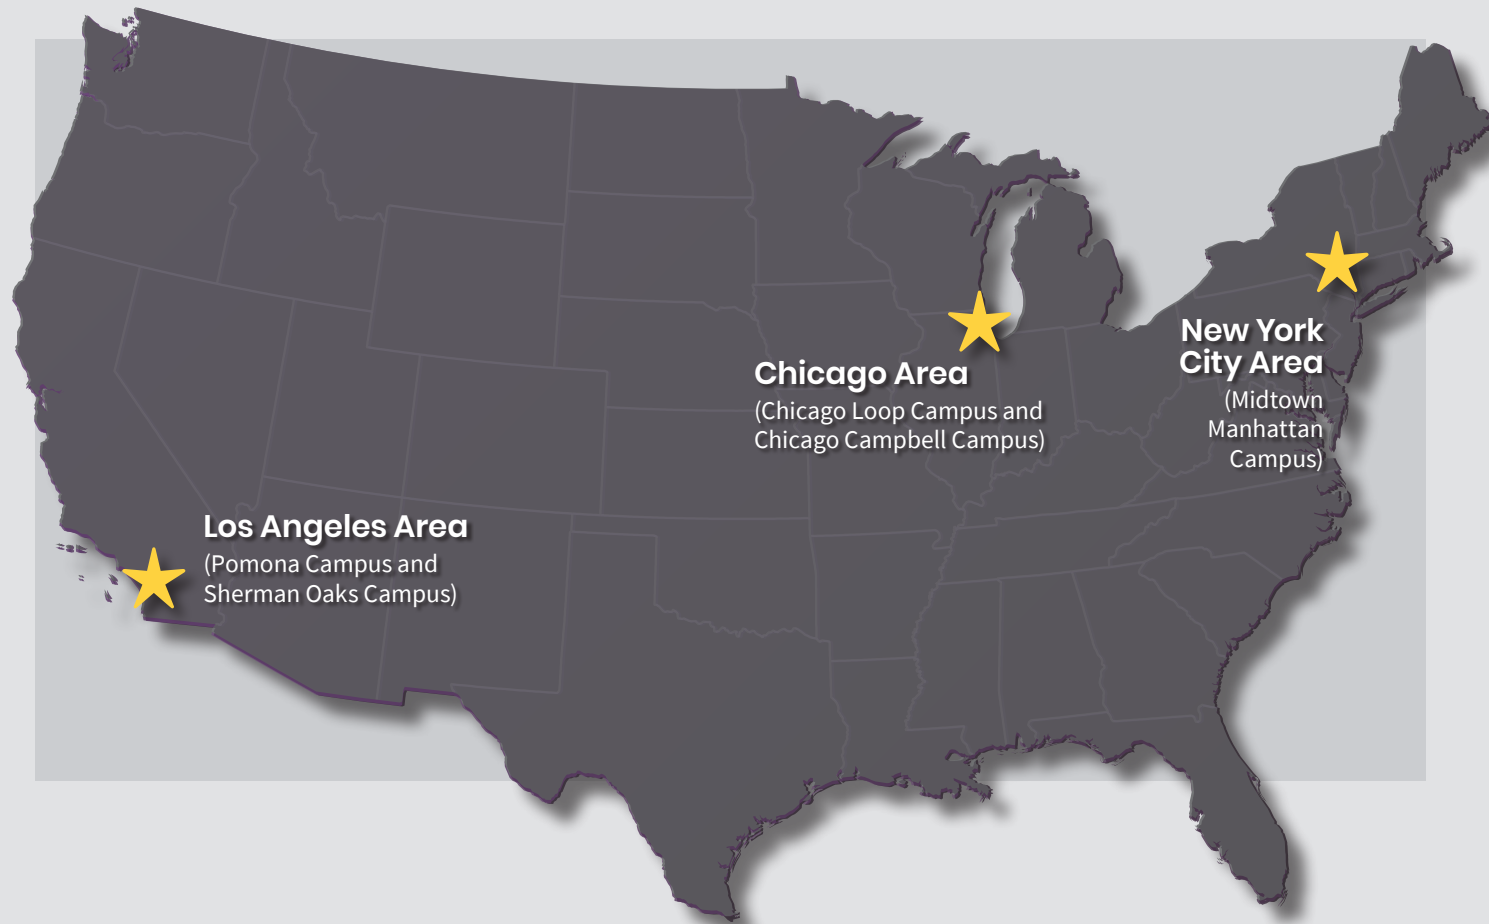 New York
City Area
(Midtown
Manhattan
Campus)
Chicago Area
(Chicago Loop Campus and
Chicago Campbell Campus)
Los Angeles Area
(Pomona Campus and
Sherman Oaks Campus)